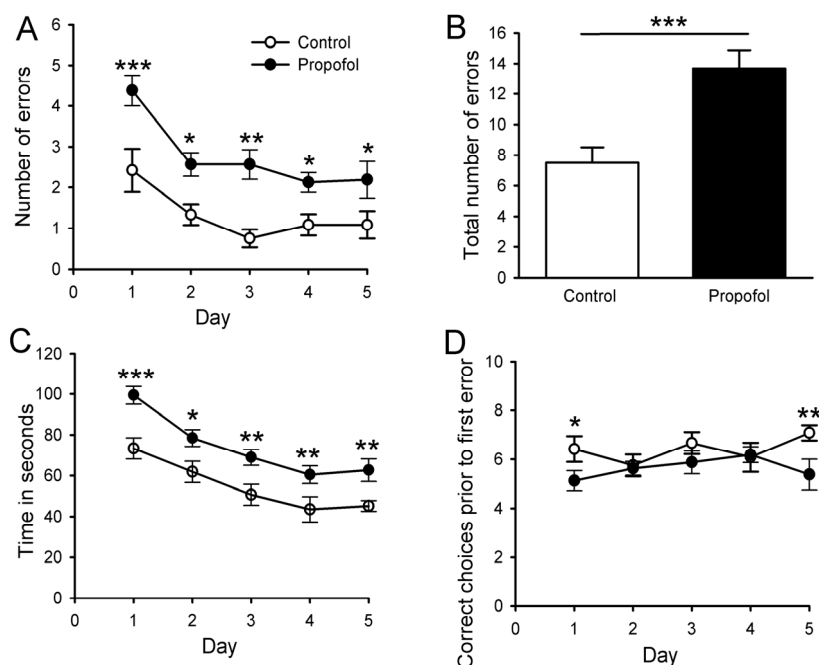 A
Number of errors
6
5
4
3
2
1
0
Control
Propofol
***
*
**
*
*
0 1 2 3 4 5
Day
B
Total number of errors
16
14
12
10
8
6
4
2
0
***
Control Propofol
C
Time in seconds
120
100
80
60
40
20
0
***
*
**
**
**
0 1 2 3 4 5
Day
D
Correct choices prior to first error
10
8
6
4
2
0
*
**
0 1 2 3 4 5
Day